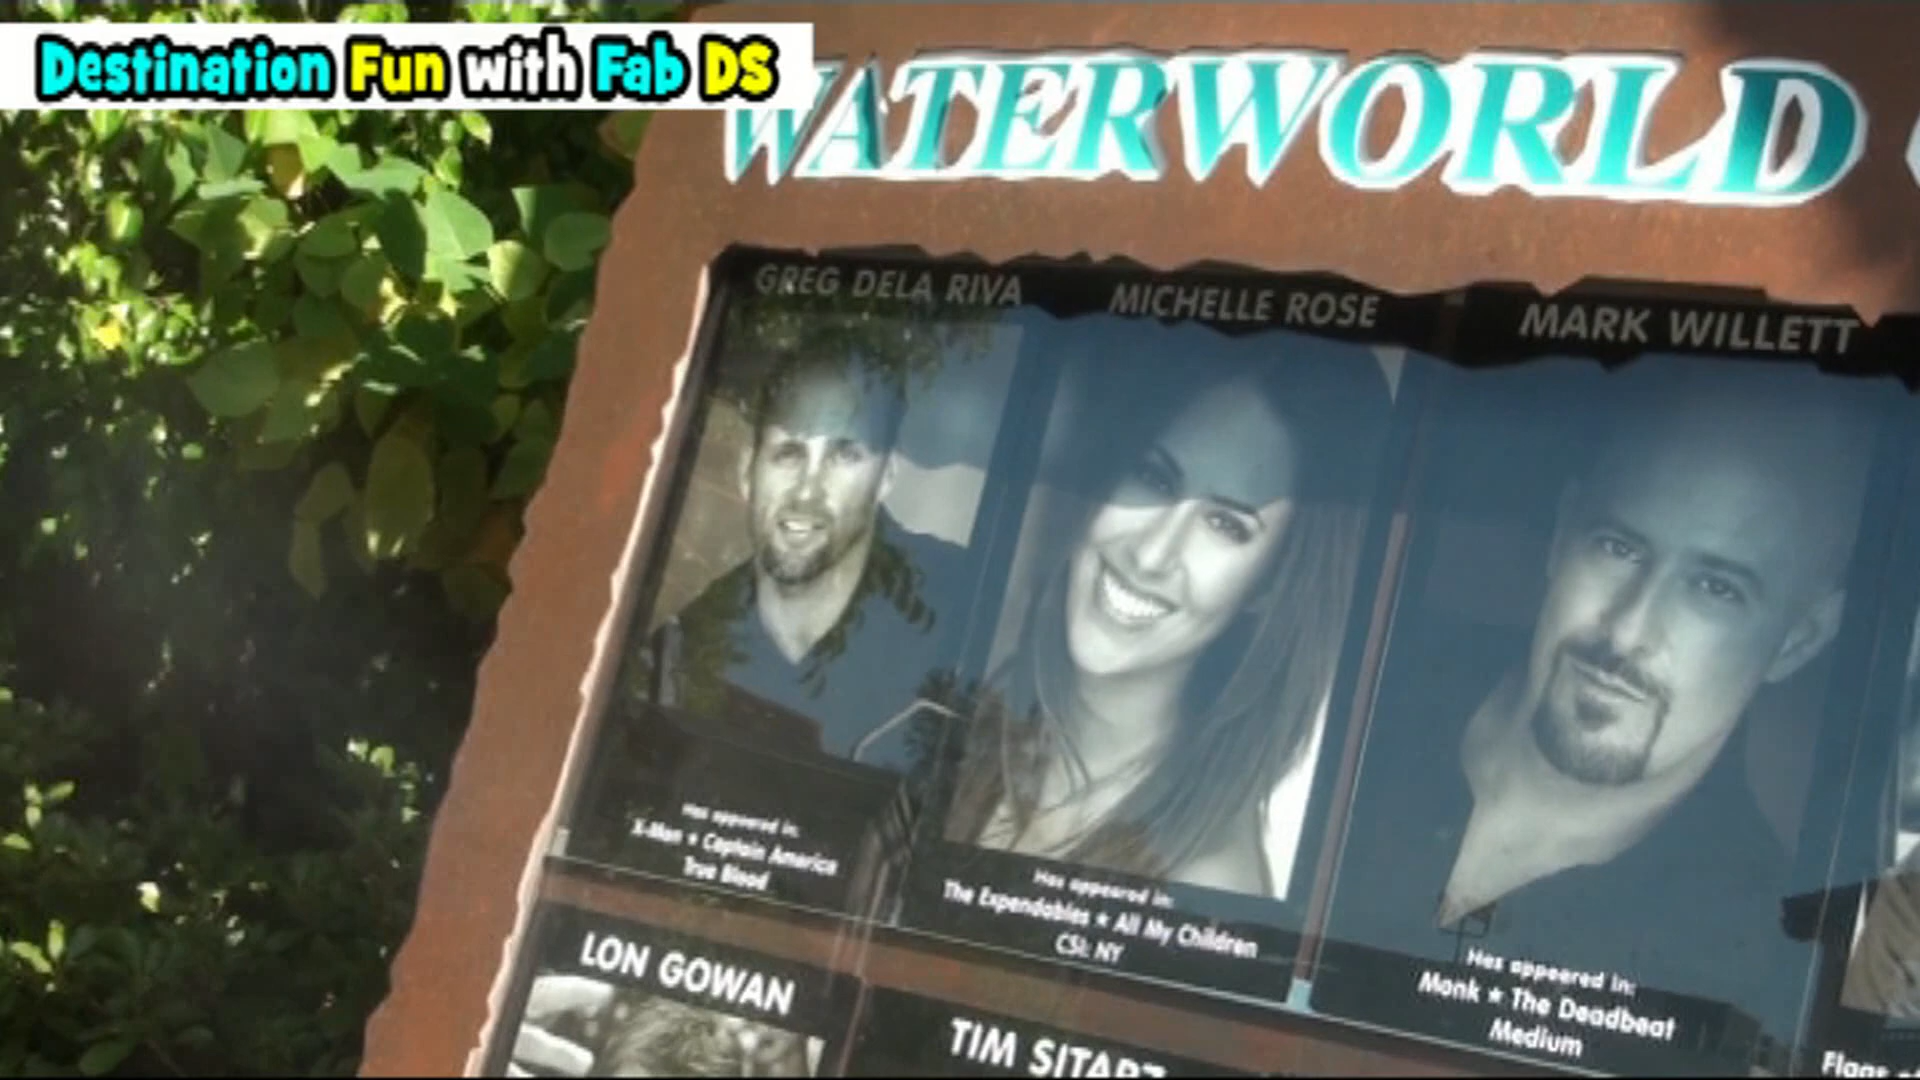 Destination Fun with Fab DS
WATERWORLD
GREG DELA RIVA
MICHELLE ROSE
MARK WILLETT
Has appeared in:
X-Men ★ Captain America
True Blood
Has appeared in:
The Expendables ★ All My Children
CSI: NY
Has appeared in:
Monk ★ The Deadbeat
Medium
LON GOWAN
TIM SITARZ